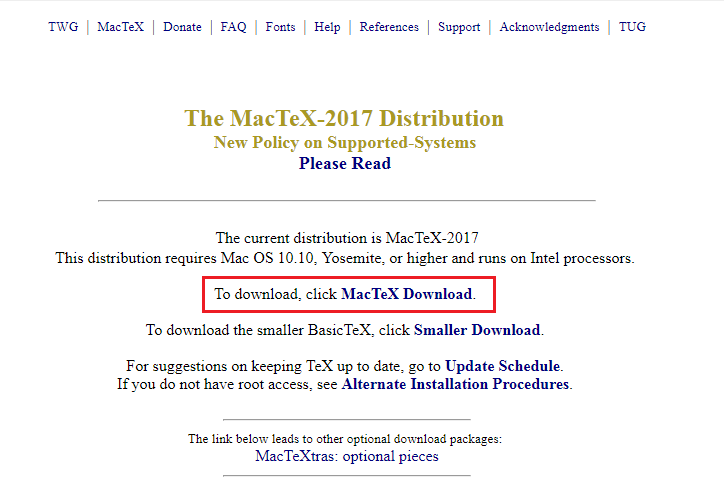 TWG | MacTeX | Donate | FAQ | Fonts | Help | References | Support | Acknowledgments | TUG
The MacTeX-2017 Distribution
New Policy on Supported-Systems
Please Read
The current distribution is MacTeX-2017
This distribution requires Mac OS 10.10, Yosemite, or higher and runs on Intel processors.
To download, click MacTeX Download.
To download the smaller BasicTeX, click Smaller Download.
For suggestions on keeping TeX up to date, go to Update Schedule.
If you do not have root access, see Alternate Installation Procedures.
The link below leads to other optional download packages:
MacTeXtras: optional pieces